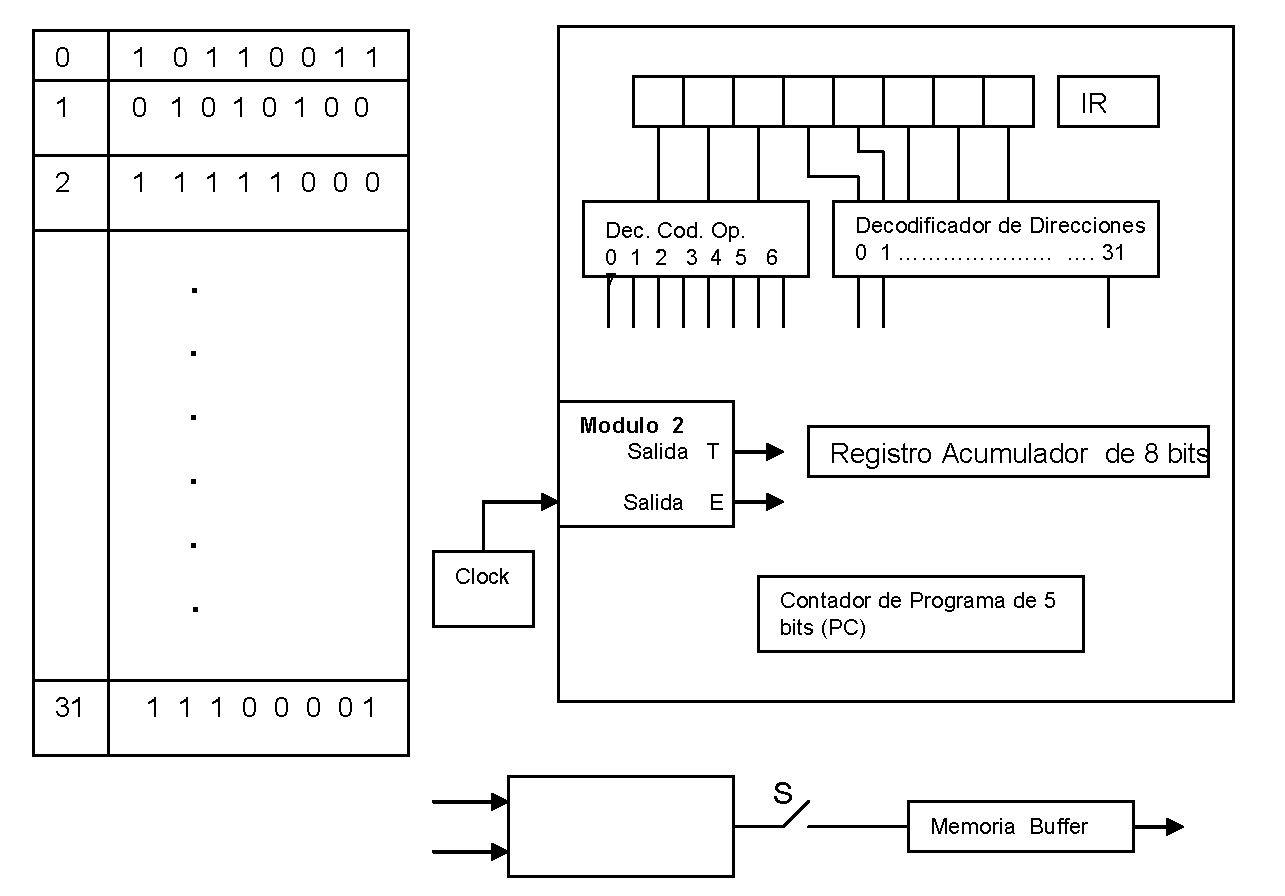 0 1 0 1 1 0 0 1 1
1 0 1 0 1 0 1 0 0
2 1 1 1 1 1 0 0 0
31 1 1 1 0 0 0 0 1
IR
Dec. Cod. Op.
0 1 2 3 4 5 6
Decodificador de Direcciones
0 1 ..................... .... 31
Modulo 2
Salida T
Salida E
Registro Acumulador de 8 bits
Clock
Contador de Programa de 5
bits (PC)
S
Memoria Buffer